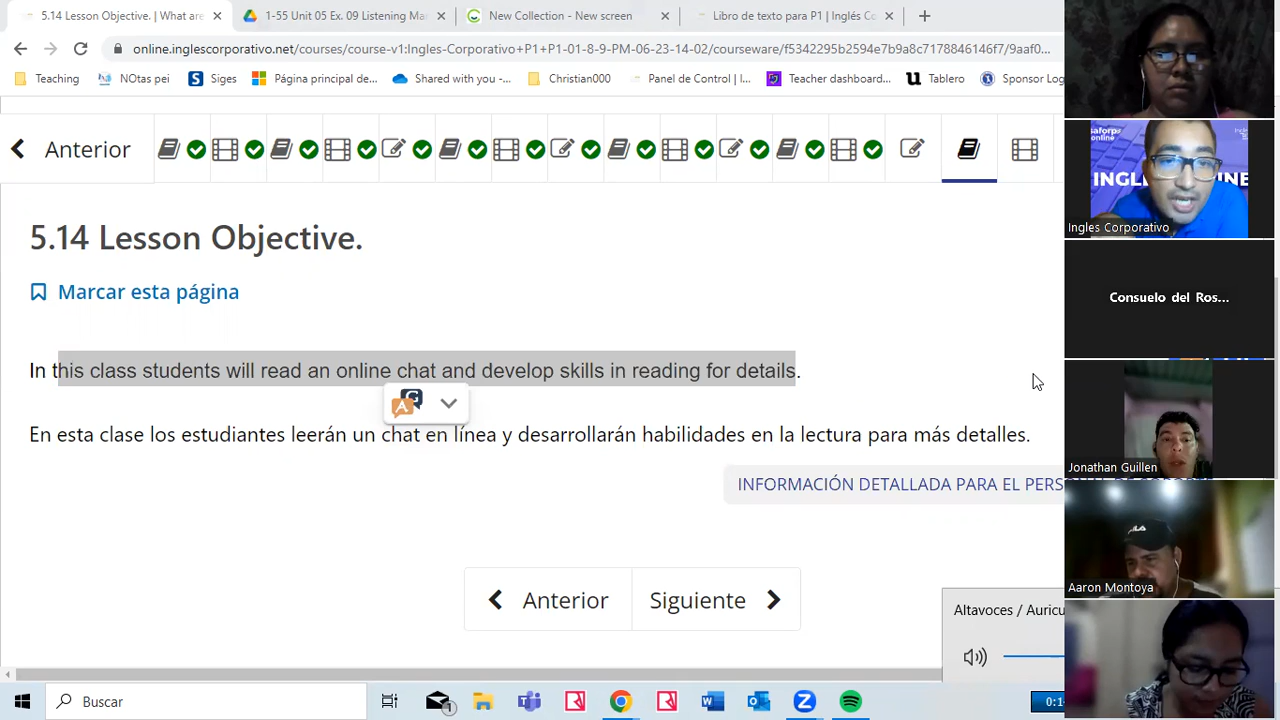 5.14 Lesson Objective. | What are
1-55 Unit 05 Ex. 09 Listening Ma
New Collection - New screen
Libro de texto para P1 | Inglés Co
online.inglescorporativo.net/courses/course-v1:Ingles-Corporativo+P1+P1-01-8-9-PM-06-23-14-02/courseware/f5342295b2594e7b9a8c7178846146f7/9aaf0...
Teaching
NOtas pei
Siges
Página principal de...
Shared with you -...
Christian000
Panel de Control | I...
Teacher dashboard...
Tablero
Sponsor Log
Anterior
5.14 Lesson Objective.
Marcar esta página
In this class students will read an online chat and develop skills in reading for details.
En esta clase los estudiantes leerán un chat en línea y desarrollarán habilidades en la lectura para más detalles.
INFORMACIÓN DETALLADA PARA EL PERS
Anterior
Siguiente
Altavoces / Auricu
Buscar
0:1
INGL
INE
Ingles Corporativo
Consuelo del Ros...
Jonathan Guillen
Aaron Montoya